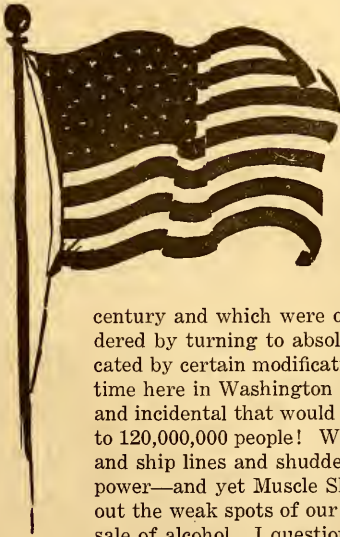 century and which were
dered by turning to absol
cated by certain modificat
time here in Washington
and incidental that would
to 120,000,000 people! W
and ship lines and shudde
power—and yet Muscle Sh
out the weak spots of our
sale of alcohol. I question